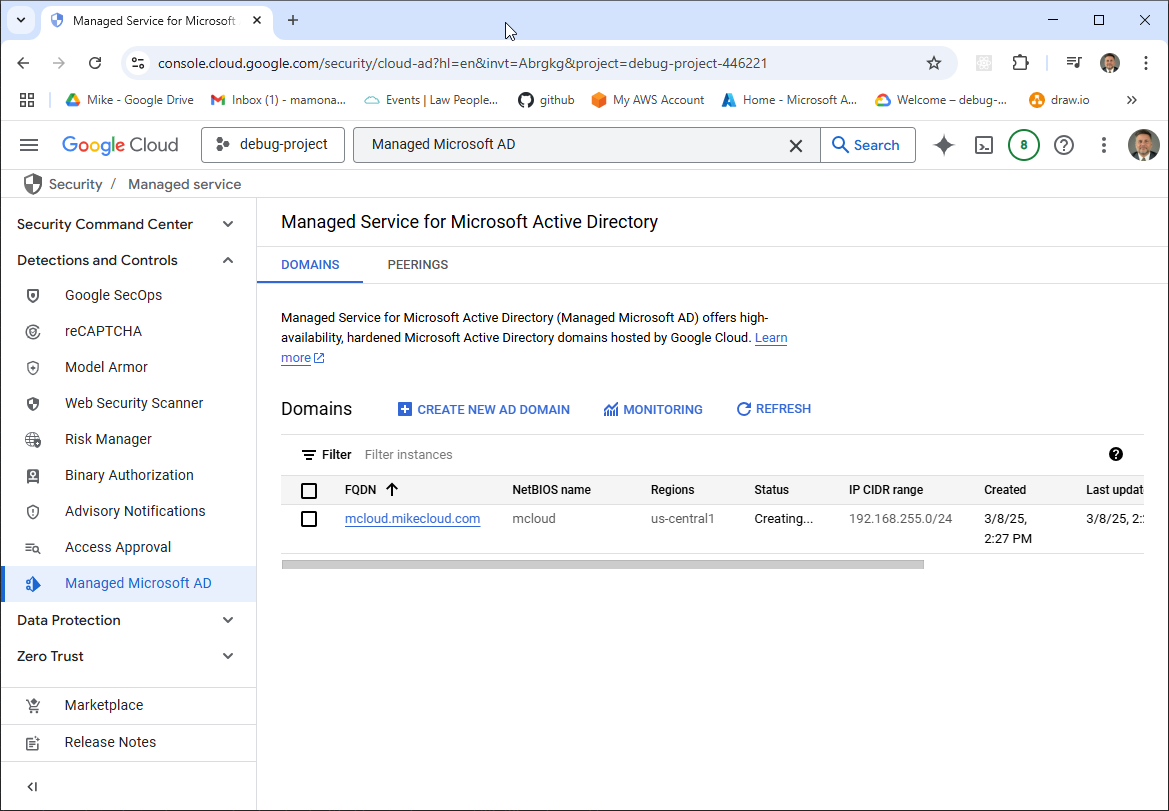 Managed Service for Microsoft
console.cloud.google.com/security/cloud-ad?hl=en&invt=Abrgkg&project=debug-project-446221
Mike - Google Drive
Inbox (1) - mamona...
Events | Law People...
github
My AWS Account
Home - Microsoft A...
Welcome – debug-...
draw.io
Google Cloud
debug-project
Managed Microsoft AD
Search
8
Security / Managed service
Security Command Center
Detections and Controls
Google SecOps
reCAPTCHA
Model Armor
Web Security Scanner
Risk Manager
Binary Authorization
Advisory Notifications
Access Approval
Managed Microsoft AD
Data Protection
Zero Trust
Marketplace
Release Notes
Managed Service for Microsoft Active Directory
DOMAINS PEERINGS
Managed Service for Microsoft Active Directory (Managed Microsoft AD) offers high-
availability, hardened Microsoft Active Directory domains hosted by Google Cloud. Learn
more
Domains CREATE NEW AD DOMAIN MONITORING REFRESH
Filter Filter instances
FQDN NetBIOS name Regions Status IP CIDR range Created Last updat
mcloud.mikecloud.com mcloud us-central1 Creating... 192.168.255.0/24 3/8/25, 3/8/25, 2:
2:27 PM